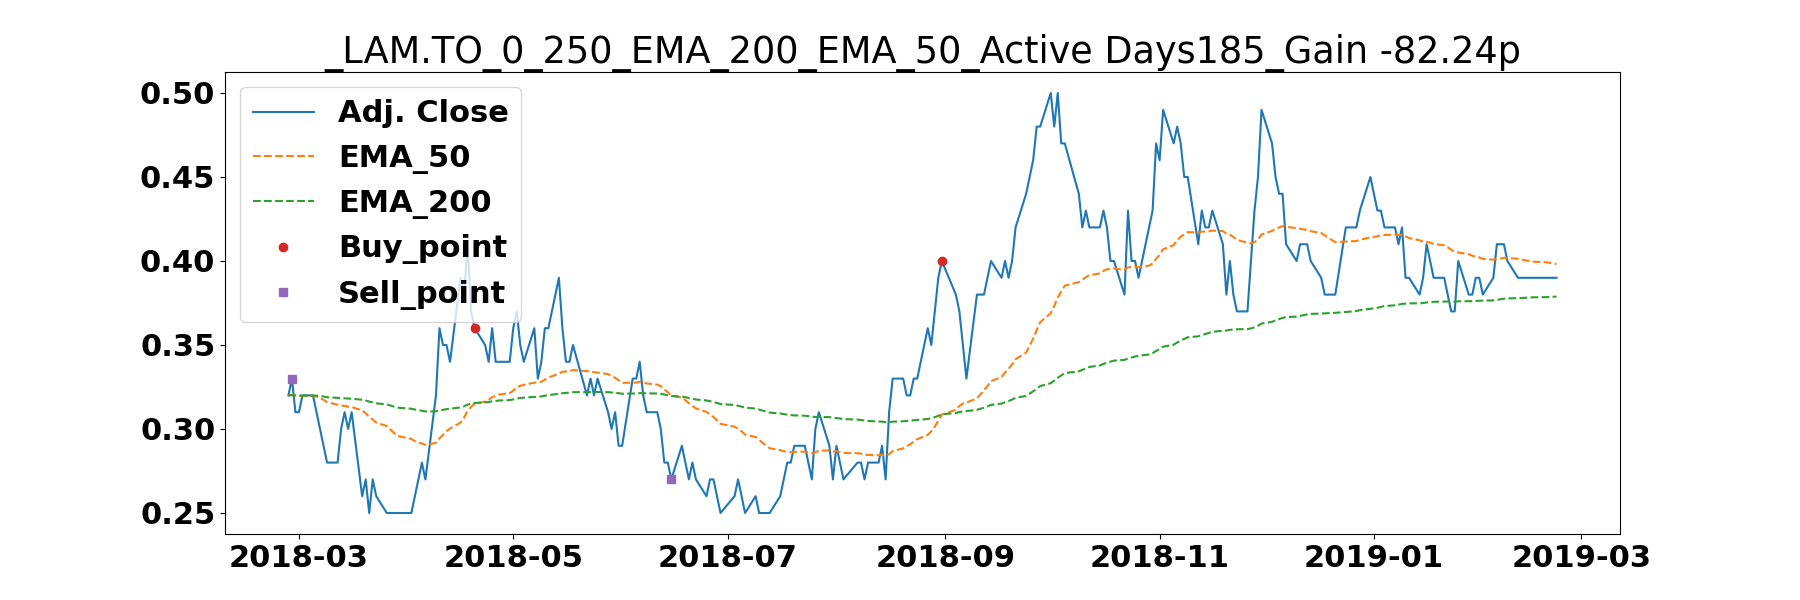 _LAM.TO_0_250_EMA_200_EMA_50_Active Days185_Gain -82.24p
0.50
0.45
0.40
0.35
0.30
0.25
Adj. Close
EMA_50
EMA_200
Buy_point
Sell_point
2018-03 2018-05 2018-07 2018-09 2018-11 2019-01 2019-03